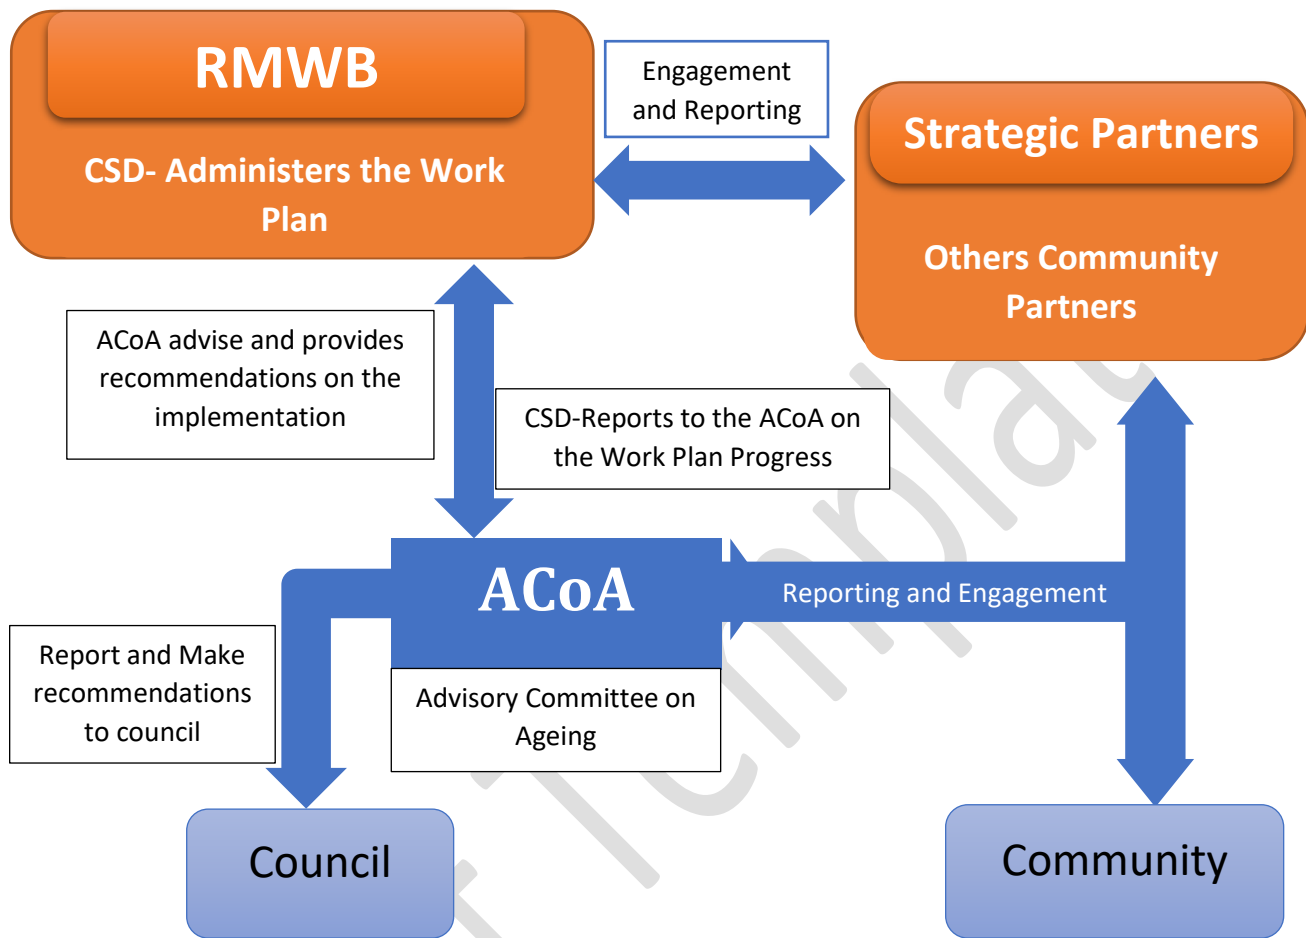 RMWB
CSD- Administers the Work
Plan
Engagement
and Reporting
Strategic Partners
Others Community
Partners
ACoA advise and provides
recommendations on the
implementation
CSD-Reports to the ACoA on
the Work Plan Progress
ACoA
Reporting and Engagement
Report and Make
recommendations
to council
Advisory Committee on
Ageing
Council
Community